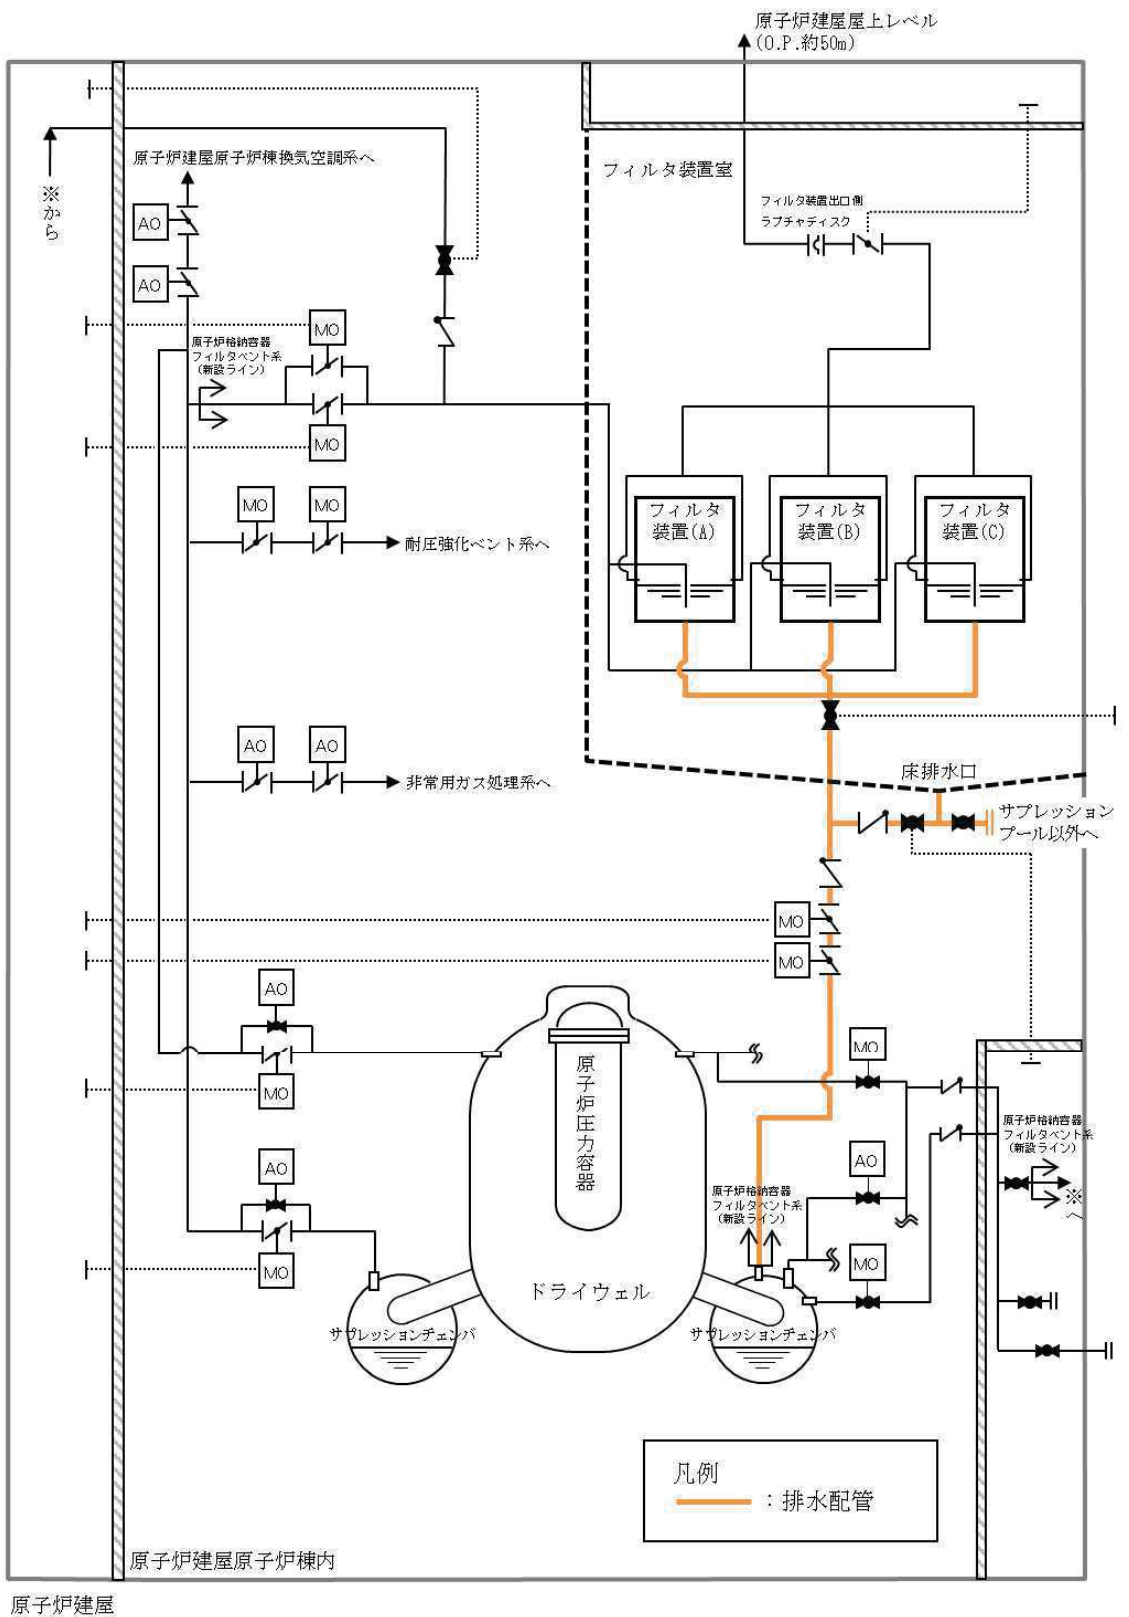 原子炉建屋屋上レベル
(O.P.約50m)
※から
原子炉建屋原子炉棟換気空調系へ
フィルタ装置室
フィルタ装置出口側
ラプチャディスク
AO
AO
MO
原子炉格納容器
フィルタベント系
(新設ライン)
MO
MO
MO
耐圧強化ベント系へ
フィルタ
装置(A)
フィルタ
装置(B)
フィルタ
装置(C)
AO
AO
非常用ガス処理系へ
床排水口
サプレッション
プール以外へ
MO
MO
AO
MO
原子炉圧力容器
MO
原子炉格納容器
フィルタベント系
(新設ライン)
※へ
AO
AO
MO
原子炉格納容器
フィルタベント系
(新設ライン)
MO
ドライウェル
サプレッションチェンバ
サプレッションチェンバ
凡例
：排水配管
原子炉建屋原子炉棟内
原子炉建屋